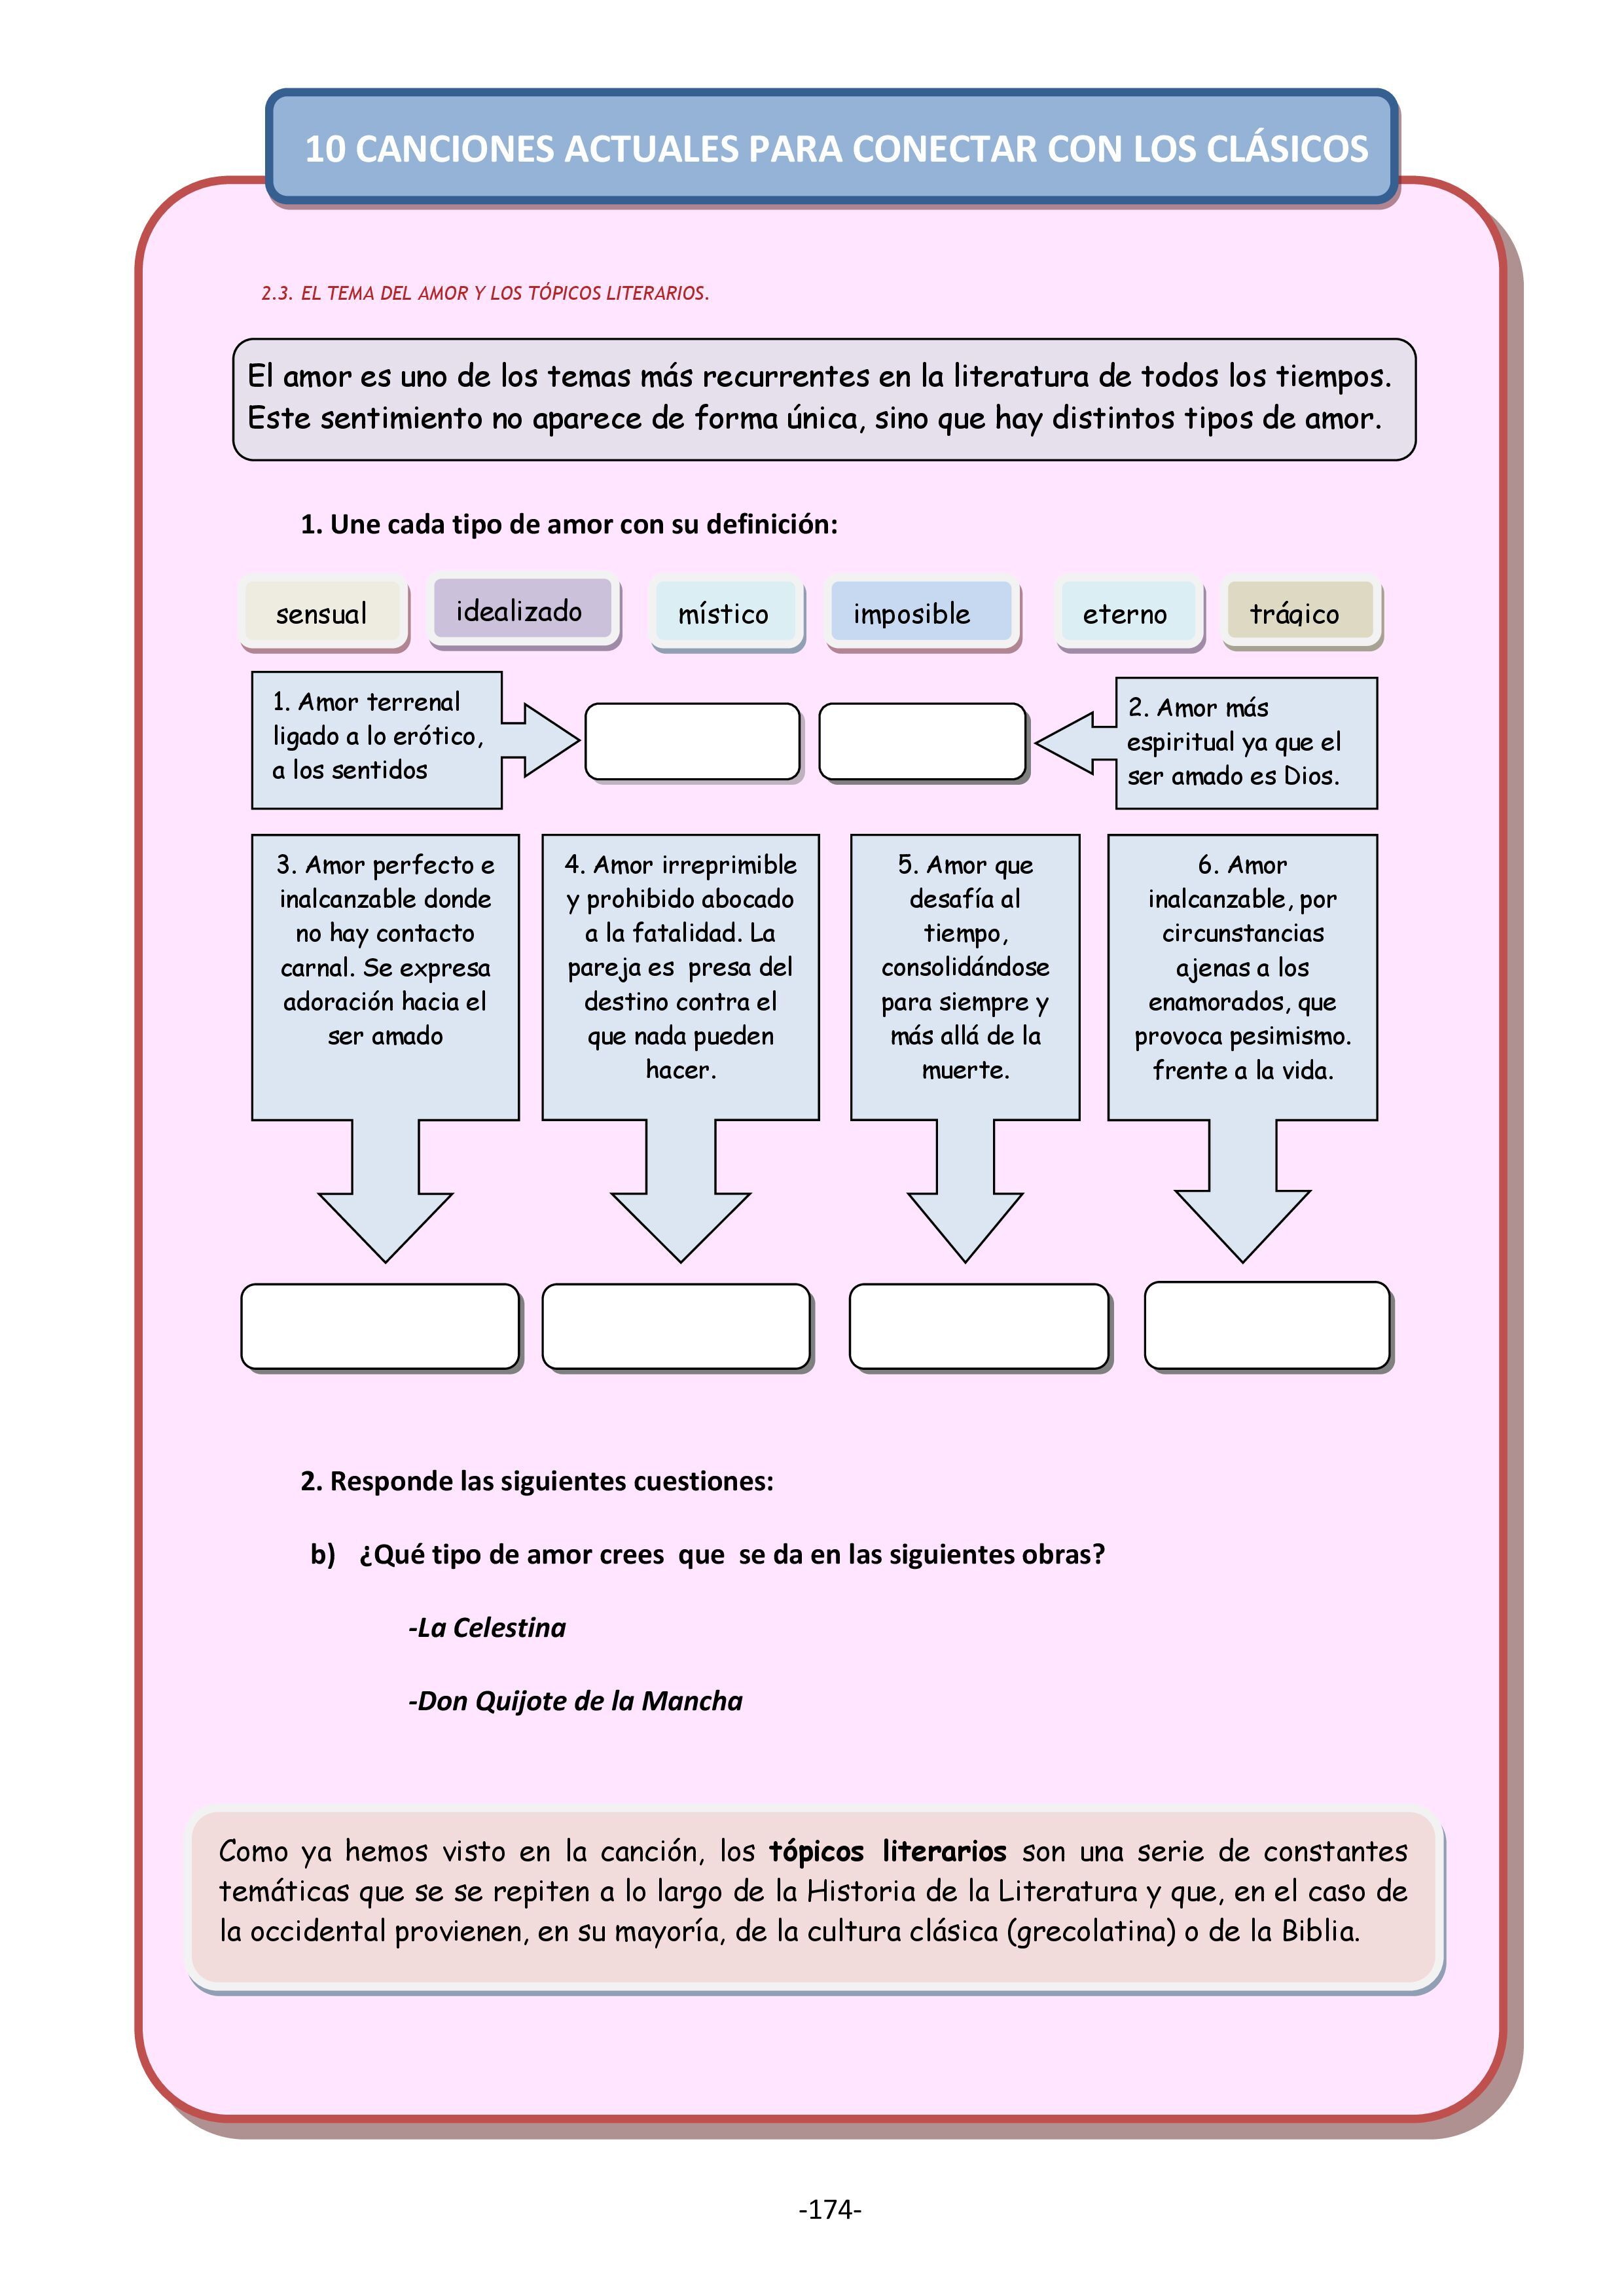 10 CANCIONES ACTUALES PARA CONECTAR CON LOS CLÁSICOS
2.3. EL TEMA DEL AMOR Y LOS TÓPICOS LITERARIOS.
El amor es uno de los temas más recurrentes en la literatura de todos los tiempos.
Este sentimiento no aparece de forma única, sino que hay distintos tipos de amor.
1. Une cada tipo de amor con su definición:
sensual
idealizado
místico
imposible
eterno
trágico
1. Amor terrenal
ligado a lo erótico,
a los sentidos
2. Amor más
espiritual ya que el
ser amado es Dios.
3. Amor perfecto e
inalcanzable donde
no hay contacto
carnal. Se expresa
adoración hacia el
ser amado
4. Amor irreprimible
y prohibido abocado
a la fatalidad. La
pareja es presa del
destino contra el
que nada pueden
hacer.
5. Amor que
desafía al
tiempo,
consolidándose
para siempre y
más allá de la
muerte.
6. Amor
inalcanzable, por
circunstancias
ajenas a los
enamorados, que
provoca pesimismo.
frente a la vida.
2. Responde las siguientes cuestiones:
b) ¿Qué tipo de amor crees que se da en las siguientes obras?
-La Celestina
-Don Quijote de la Mancha
Como ya hemos visto en la canción, los tópicos literarios son una serie de constantes
temáticas que se se repiten a lo largo de la Historia de la Literatura y que, en el caso de
la occidental provienen, en su mayoría, de la cultura clásica (grecolatina) o de la Biblia.
-174-